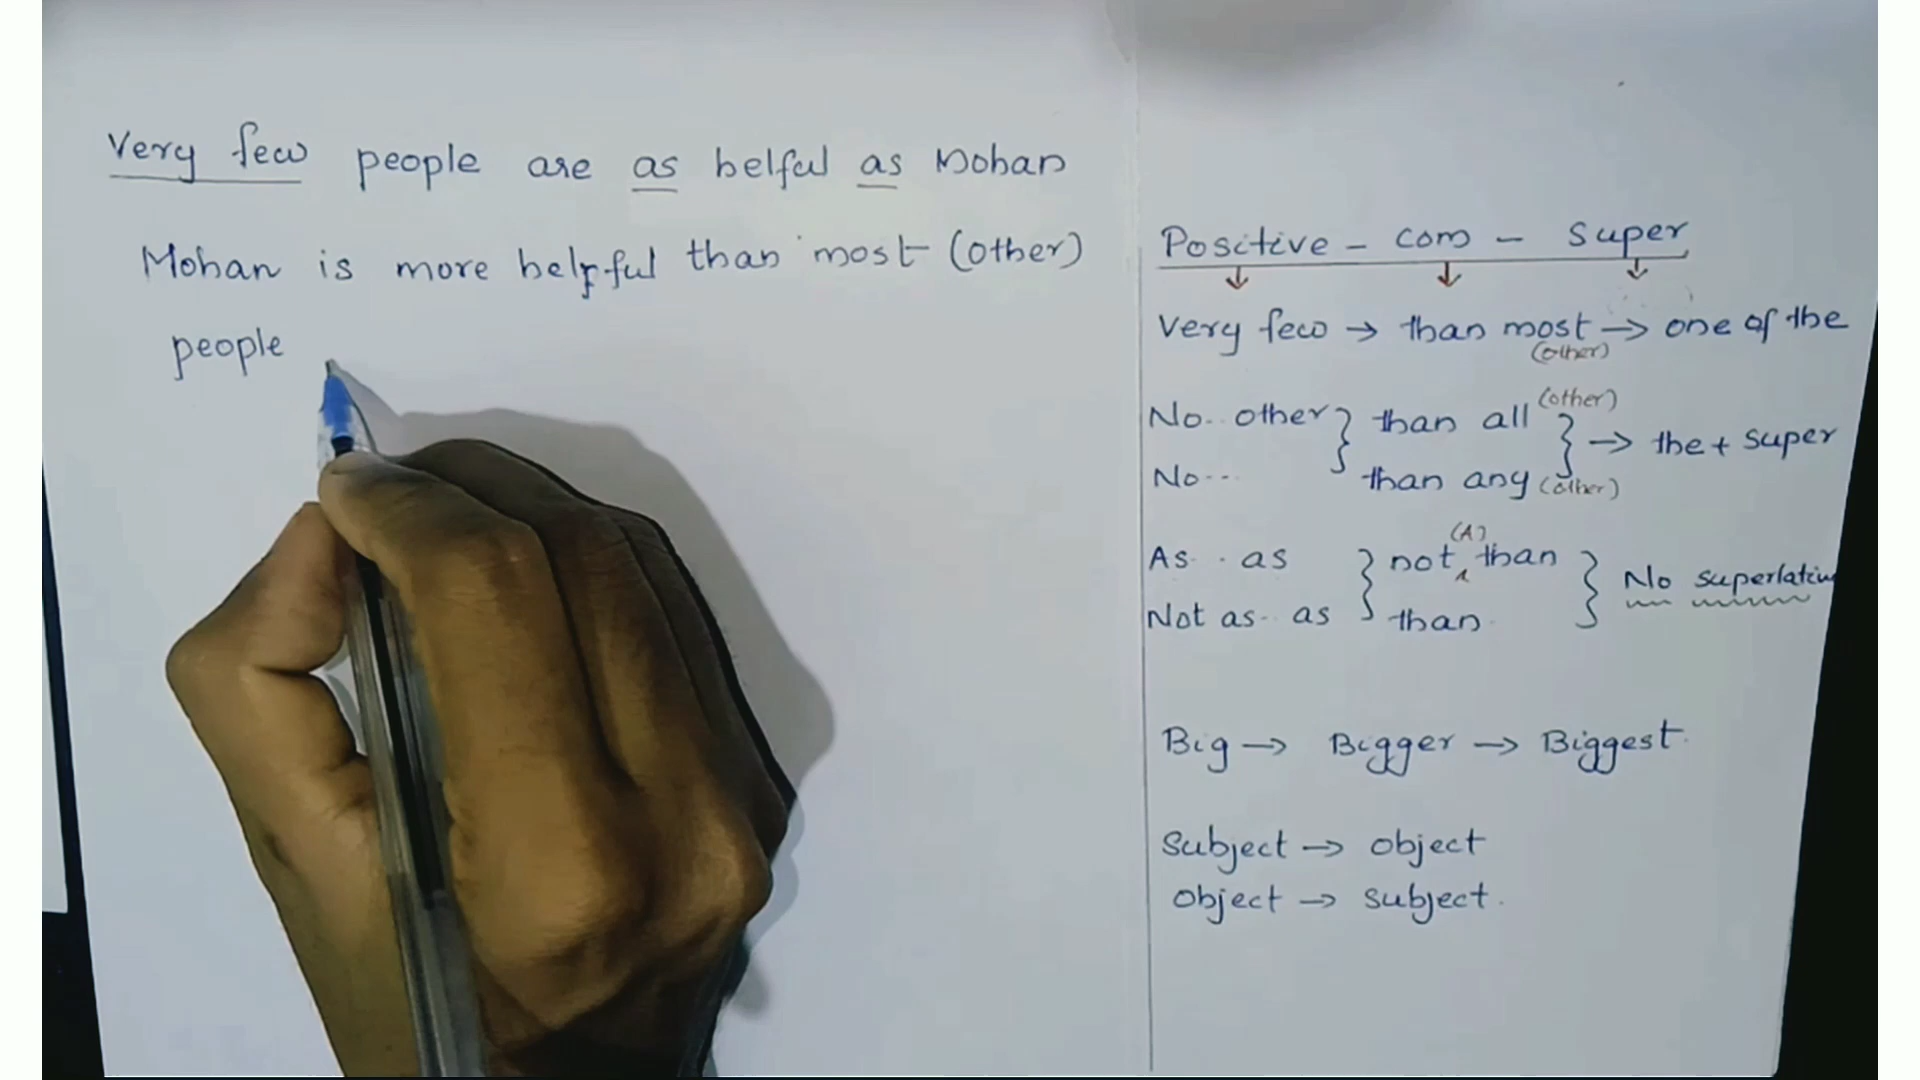 Very few people are as helful as Mohan
Mohan is more helpful than most (other)
people
Positive - com - super
Very few → than most → one of the
(other)
No.. other } than all (other) } → the + super
No... than any (other)
As . as } not (A) than } No superlative
Not as.. as than
Big → Bigger → Biggest.
Subject → object
object → subject.